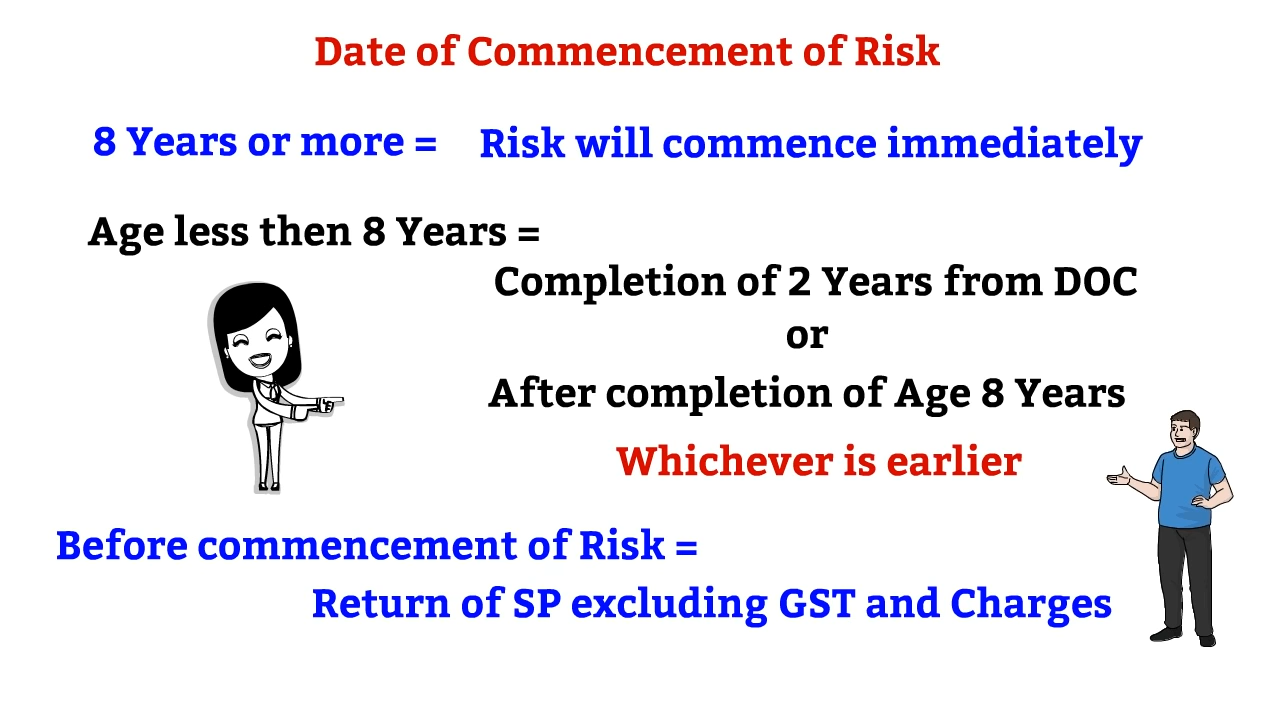 Date of Commencement of Risk
8 Years or more = Risk will commence immediately
Age less then 8 Years =
Completion of 2 Years from DOC
or
After completion of Age 8 Years
Whichever is earlier
Before commencement of Risk =
Return of SP excluding GST and Charges